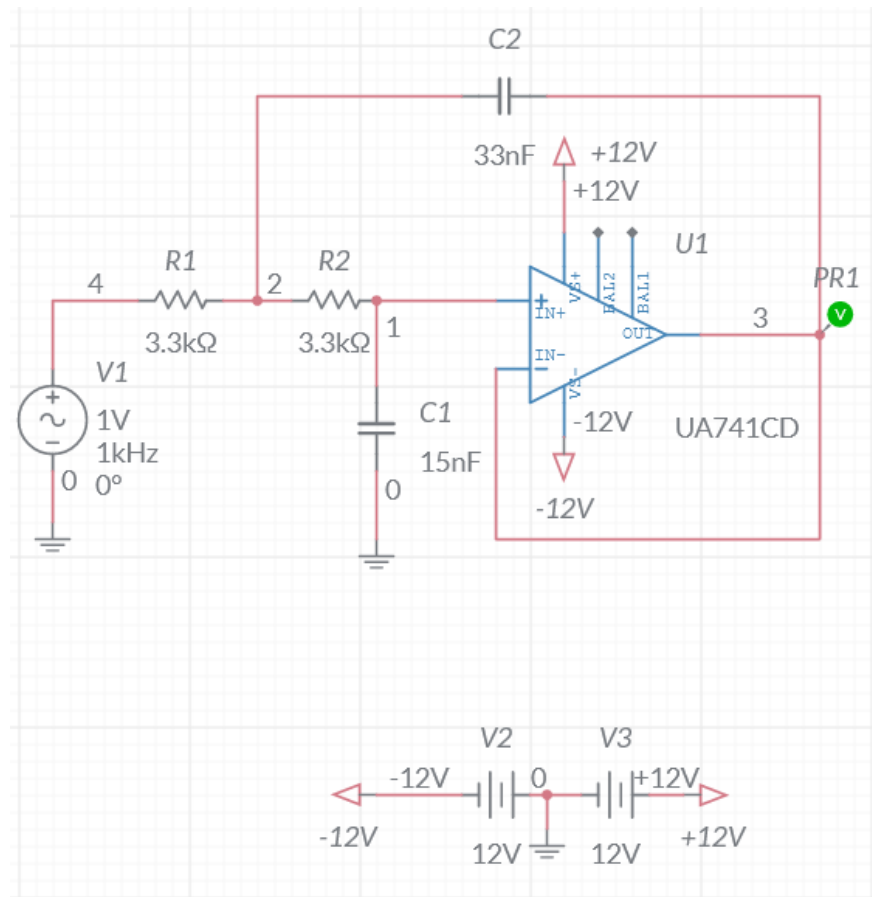 C2
33nF
+12V
+12V
U1
PR1
V
R1
R2
4
2
1
3
3.3kΩ
3.3kΩ
VS+
BAL2
BAL1
IN+
OUT
IN-
VS-
V1
1V
1kHz
0°
0
C1
15nF
0
-12V
UA741CD
-12V
V2
V3
-12V
0
+12V
-12V
12V
12V
+12V